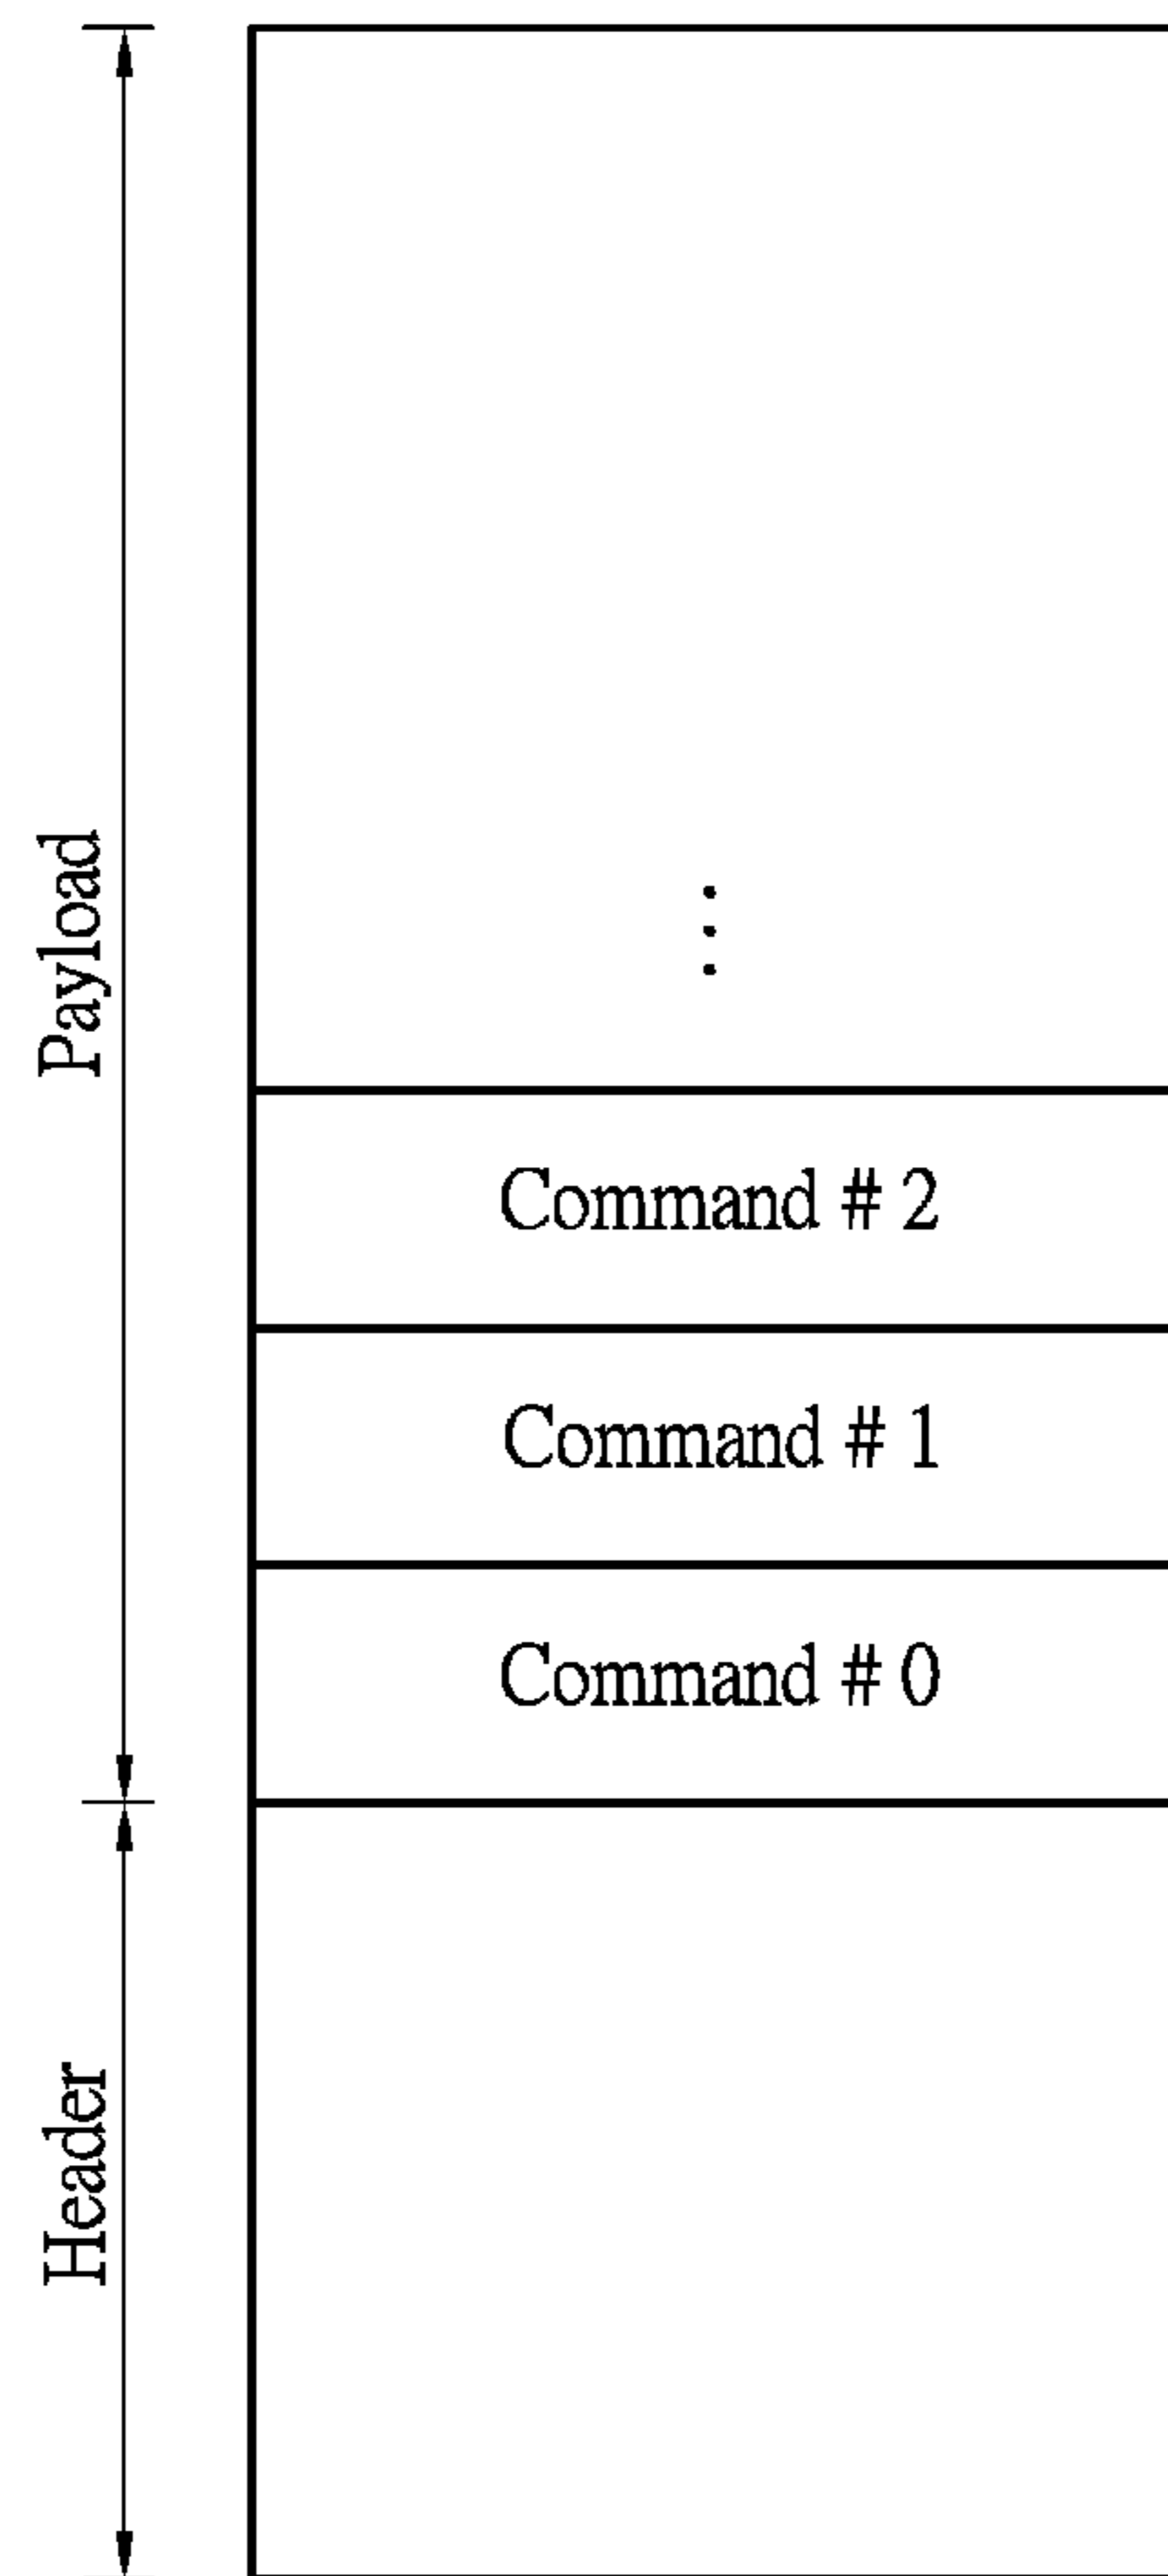 Payload
⋮
Command # 2
Command # 1
Command # 0
Header